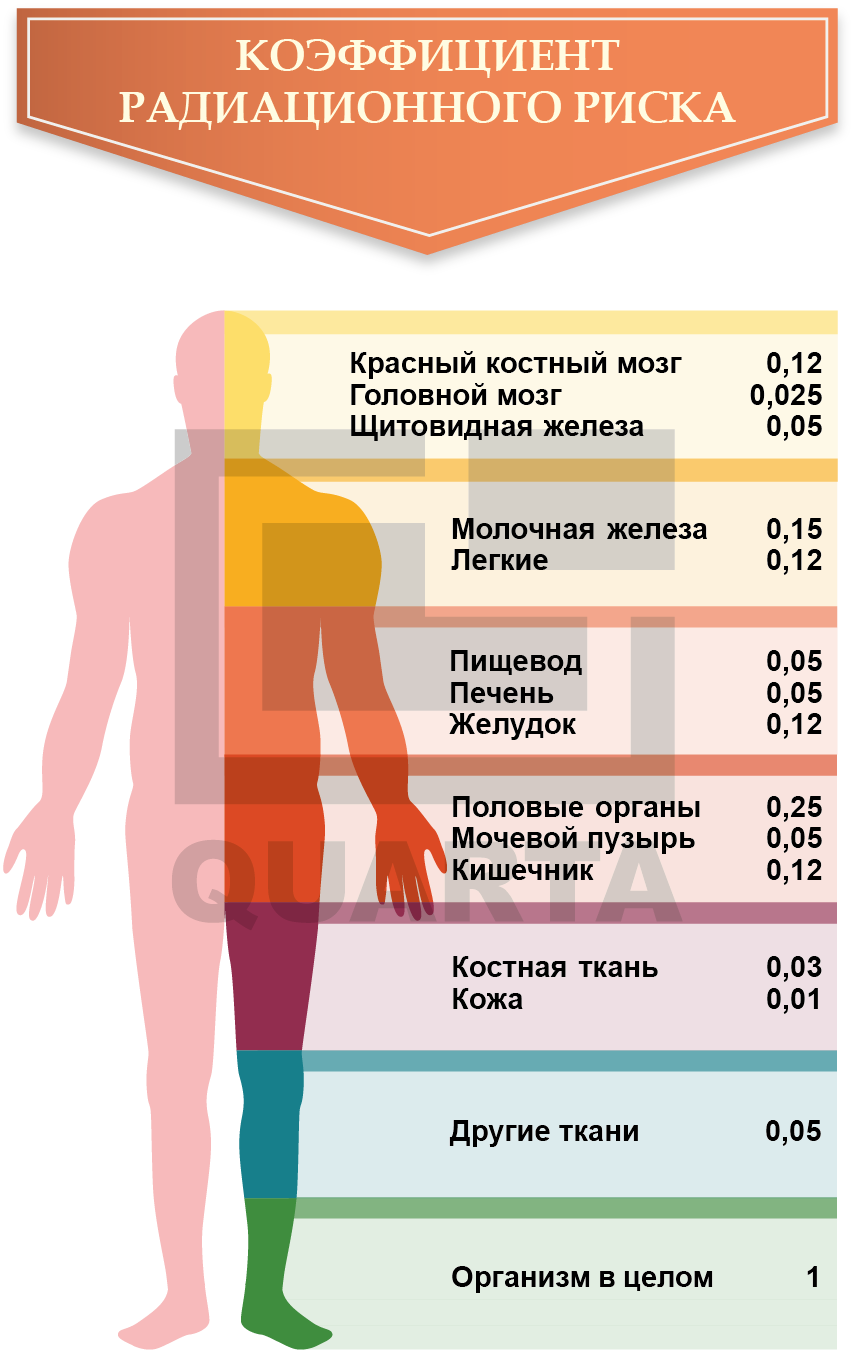 КОЭФФИЦИЕНТ
РАДИАЦИОННОГО РИСКА
Красный костный мозг 0,12
Головной мозг 0,025
Щитовидная железа 0,05
Молочная железа 0,15
Легкие 0,12
Пищевод 0,05
Печень 0,05
Желудок 0,12
Половые органы 0,25
Мочевой пузырь 0,05
Кишечник 0,12
QUARTA
Костная ткань 0,03
Кожа 0,01
Другие ткани 0,05
Организм в целом 1